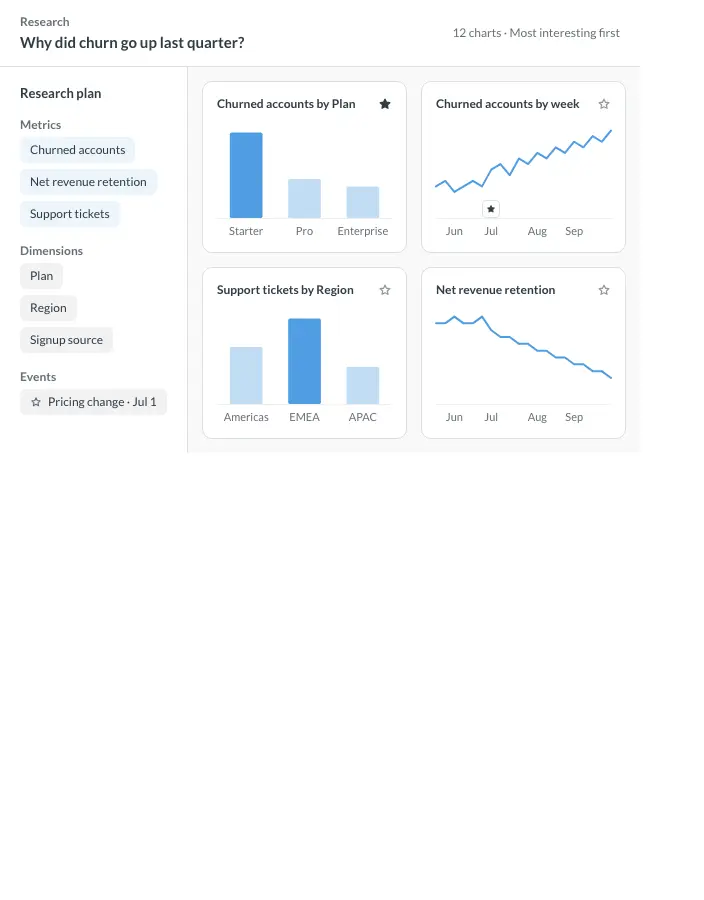 Research
Why did churn go up last quarter?
12 charts · Most interesting first
Research plan
Metrics
Churned accounts
Net revenue retention
Support tickets
Dimensions
Plan
Region
Signup source
Events
Pricing change · Jul 1
Churned accounts by Plan
Starter Pro Enterprise
Churned accounts by week
Jun Jul Aug Sep
Support tickets by Region
Americas EMEA APAC
Net revenue retention
Jun Jul Aug Sep